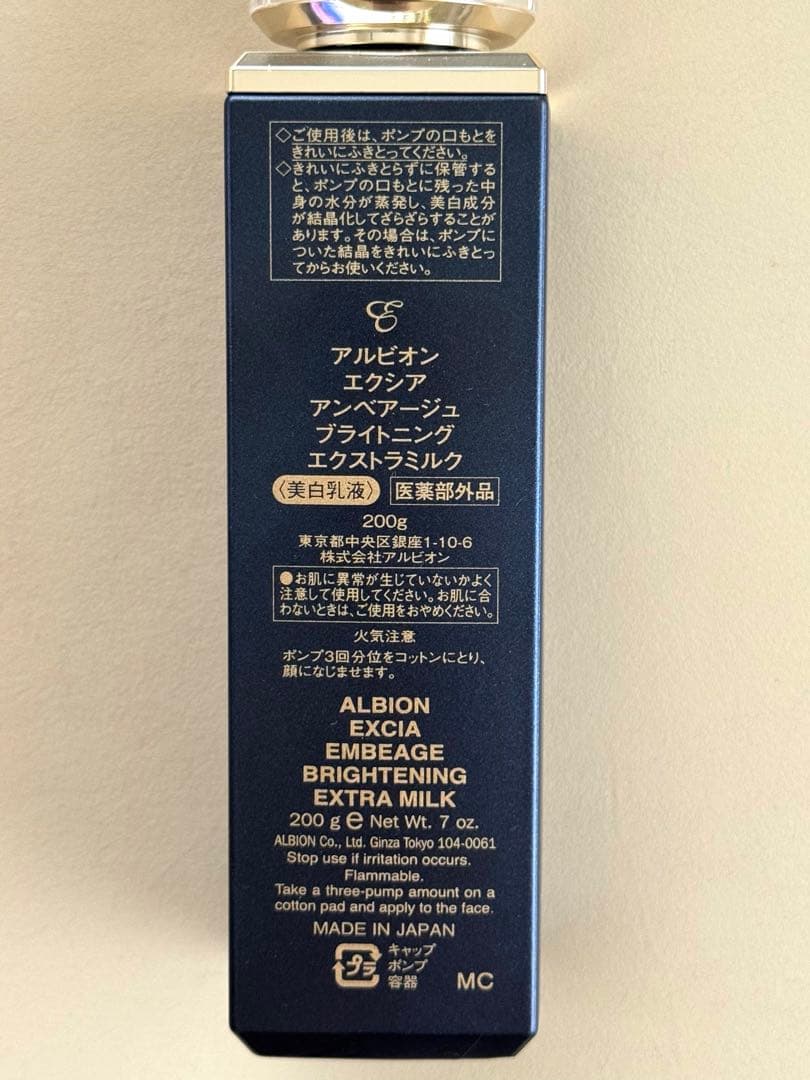 ◇ご使用後は、ポンプの口もとを
きれいにふきとってください。
◇きれいにふきとらずに保管する
と、ポンプの口もとに残った中
身の水分が蒸発し、美白成分
が結晶化してざらざらすることが
あります。その場合は、ポンプに
ついた結晶をきれいにふきとっ
てからお使いください。
E
アルビオン
エクシア
アンベアージュ
ブライトニング
エクストラミルク
〈美白乳液〉 医薬部外品
200g
東京都中央区銀座1-10-6
株式会社アルビオン
●お肌に異常が生じていないかよく
注意して使用してください。お肌に合
わないときは、ご使用をおやめください。
火気注意
ポンプ3回分位をコットンにとり、
顔になじませます。
ALBION
EXCIA
EMBEAGE
BRIGHTENING
EXTRA MILK
200 g e Net Wt. 7 oz.
ALBION Co., Ltd. Ginza Tokyo 104-0061
Stop use if irritation occurs.
Flammable.
Take a three-pump amount on a
cotton pad and apply to the face.
MADE IN JAPAN
プラ
キャップ
ポンプ
容器
MC